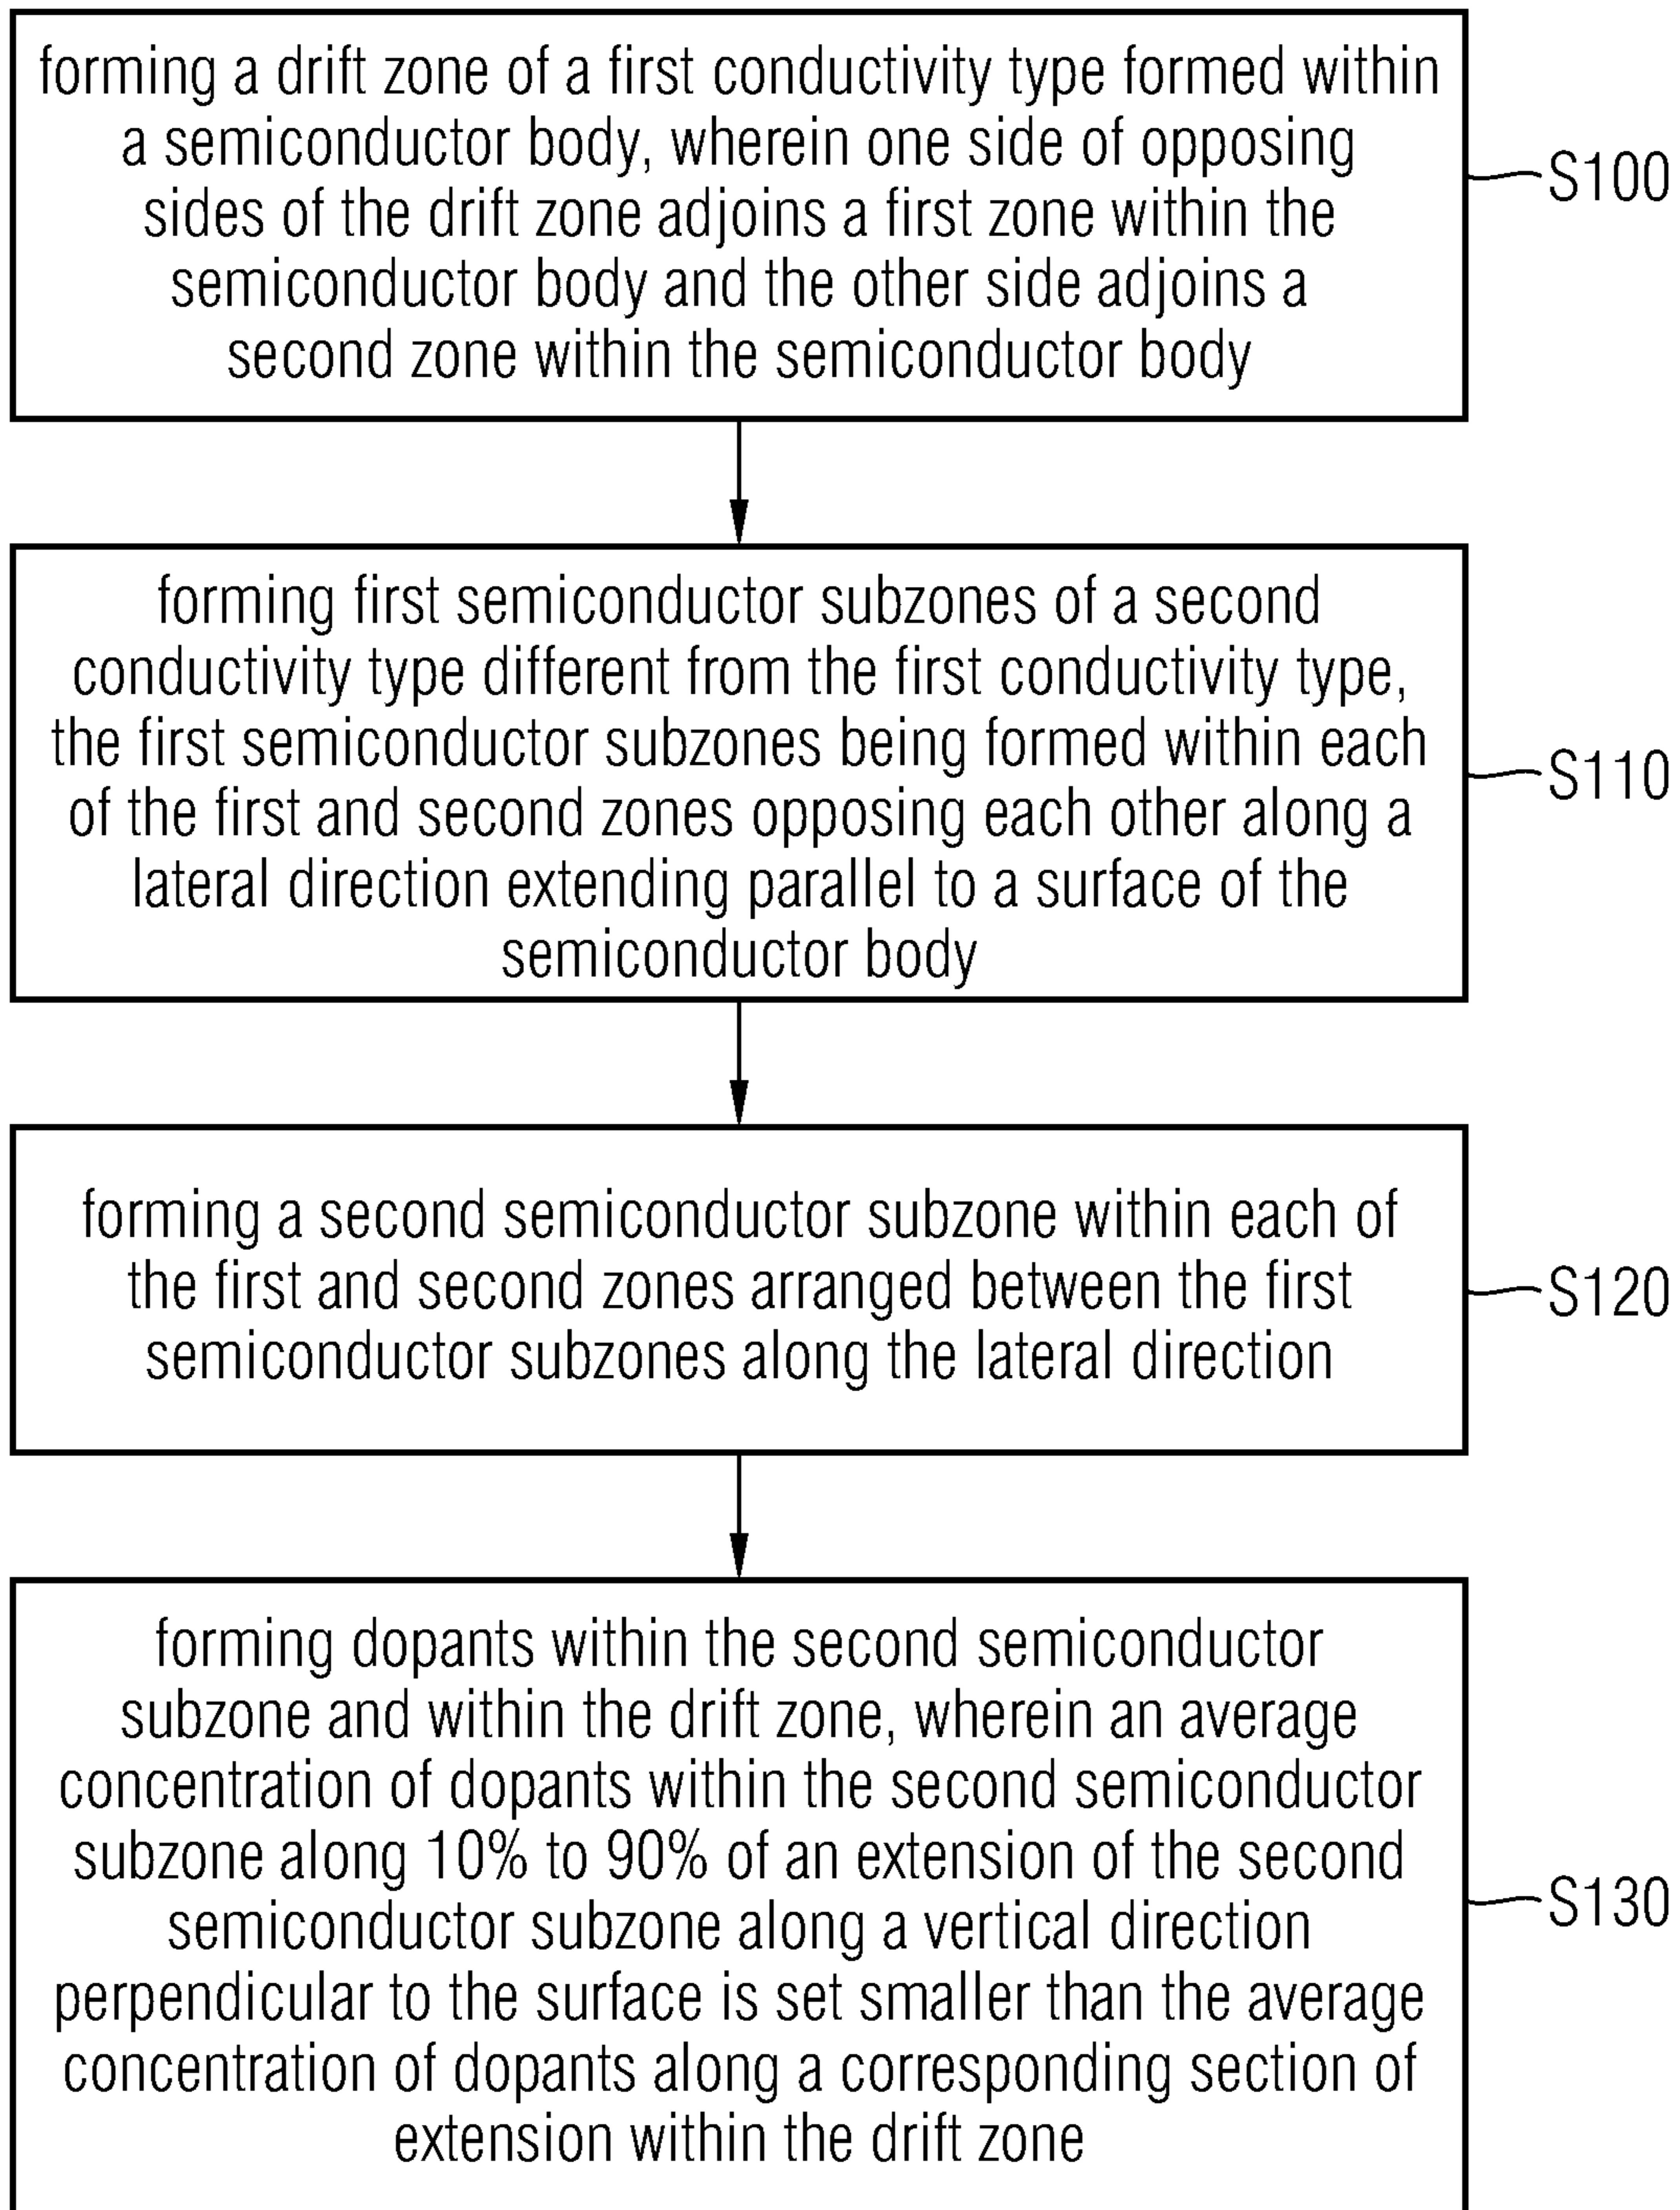 forming a drift zone of a first conductivity type formed within
a semiconductor body, wherein one side of opposing
sides of the drift zone adjoins a first zone within the
semiconductor body and the other side adjoins a
second zone within the semiconductor body
S100
forming first semiconductor subzones of a second
conductivity type different from the first conductivity type,
the first semiconductor subzones being formed within each
of the first and second zones opposing each other along a
lateral direction extending parallel to a surface of the
semiconductor body
S110
forming a second semiconductor subzone within each of
the first and second zones arranged between the first
semiconductor subzones along the lateral direction
S120
forming dopants within the second semiconductor
subzone and within the drift zone, wherein an average
concentration of dopants within the second semiconductor
subzone along 10% to 90% of an extension of the second
semiconductor subzone along a vertical direction
perpendicular to the surface is set smaller than the average
concentration of dopants along a corresponding section of
extension within the drift zone
S130